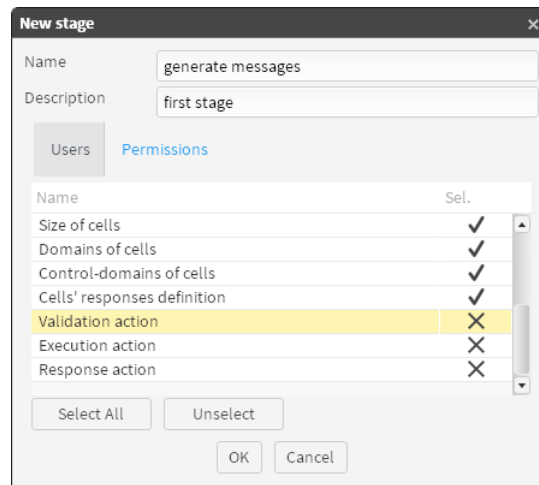 New stage
Name generate messages
Description first stage
Users Permissions
Name Sel.
Size of cells
Domains of cells
Control-domains of cells
Cells' responses definition
Validation action
Execution action
Response action
Select All Unselect
OK Cancel